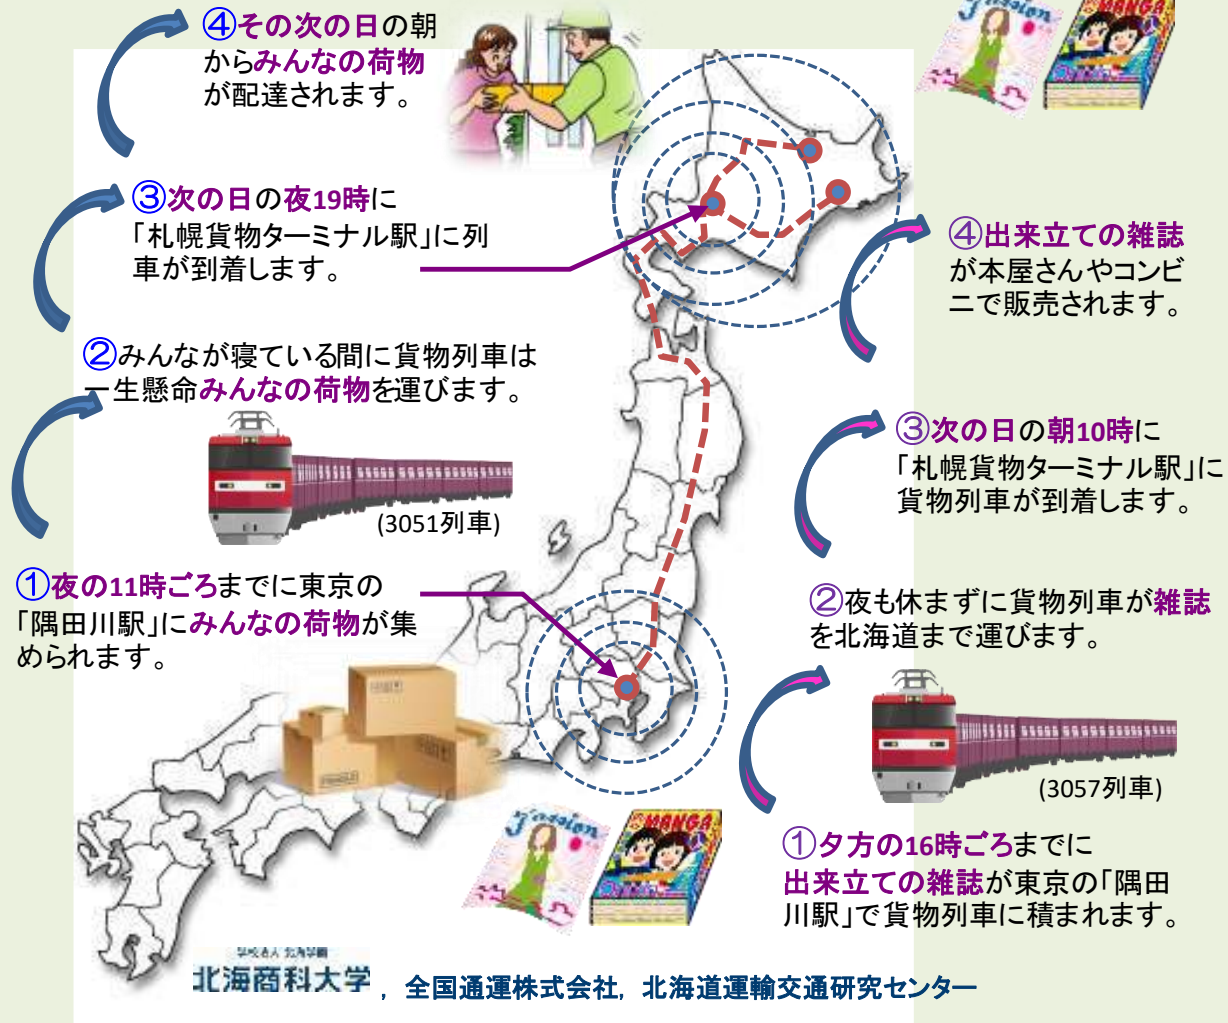 ④その次の日の朝
からみんなの荷物
が配達されます。
③次の日の夜19時に
「札幌貨物ターミナル駅」に列
車が到着します。
②みんなが寝ている間に貨物列車は
一生懸命みんなの荷物を運びます。
(3051列車)
①夜の11時ごろまでに東京の
「隅田川駅」にみんなの荷物が集
められます。
Fassion
MANGA
④出来立ての雑誌
が本屋さんやコンビ
ニで販売されます。
③次の日の朝10時に
「札幌貨物ターミナル駅」に
貨物列車が到着します。
②夜も休まずに貨物列車が雑誌
を北海道まで運びます。
(3057列車)
①夕方の16時ごろまでに
出来立ての雑誌が東京の「隅田
川駅」で貨物列車に積まれます。
Fassion
MANGA
学校法人 北海学園
北海商科大学 , 全国通運株式会社, 北海道運輸交通研究センター